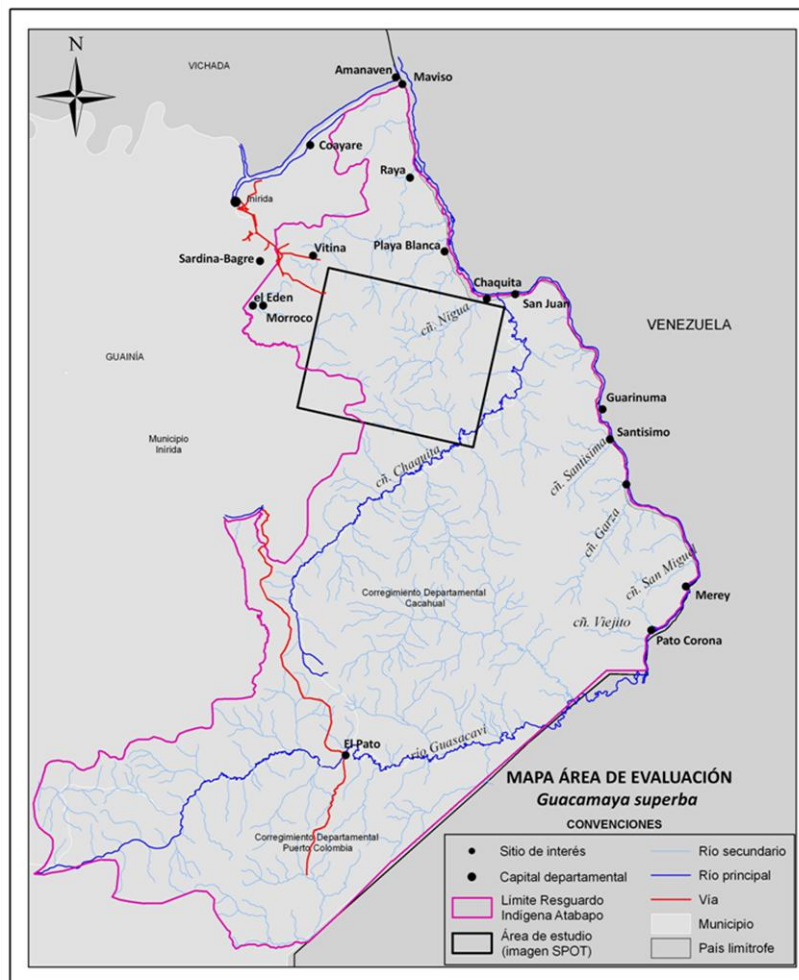 N
VICHADA
Amanaven
Maviso
Coayare
Raya
Inirida
Playa Blanca
Sardina-Bagre
Vitina
Chaquita
San Juan
el Eden
Morroco
cñ. Nigua
VENEZUELA
GUAINÍA
Guarinuma
Santisimo
Municipio
Inirida
cñ. Chaquita
cñ. Santisima
cñ. Garza
cñ. San Miguel
Merey
Corregimiento Departamental
Cacahual
cñ. Viejito
Pato Corona
El Pato
río Guasacavi
Corregimiento Departamental
Puerto Colombia
MAPA ÁREA DE EVALUACIÓN
Guacamaya superba
CONVENCIONES
Sitio de interés
Capital departamental
Límite Resguardo
Indígena Atabapo
Área de estudio
(imagen SPOT)
Río secundario
Río principal
Vía
Municipio
País limítrofe